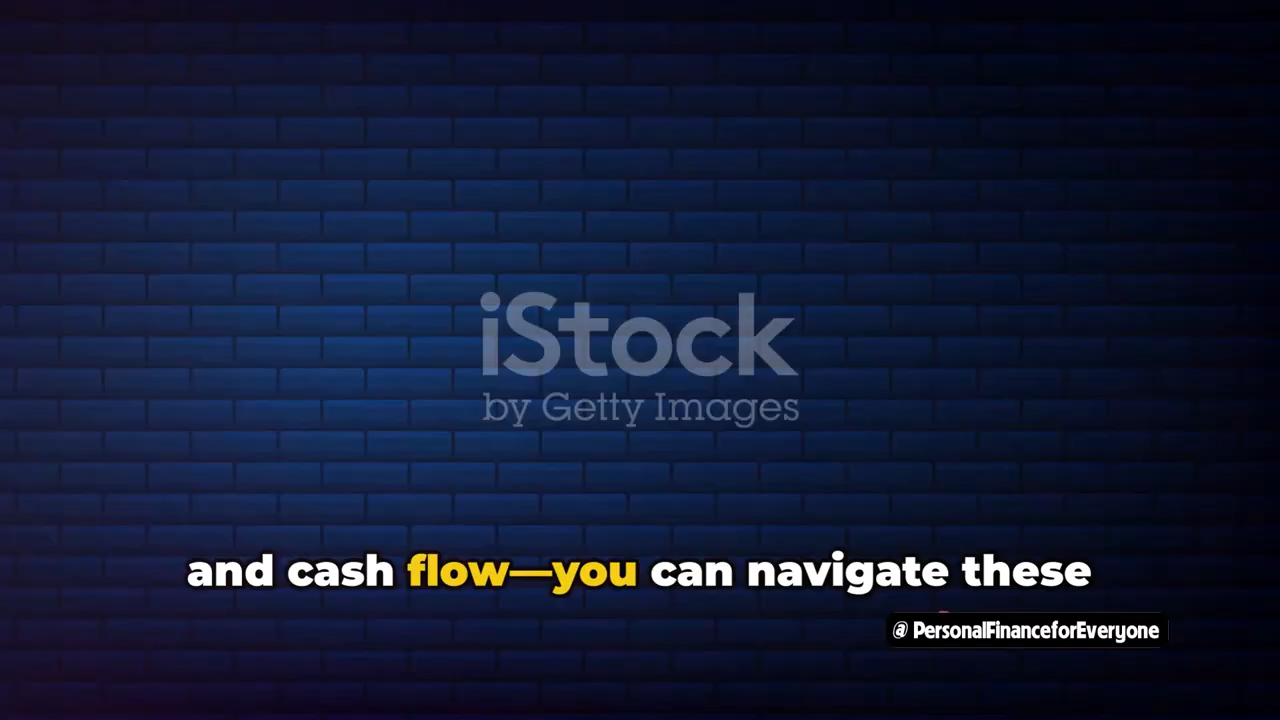 iStock
by Getty Images
and cash flow—you can navigate these
@ PersonalFinanceforEveryone